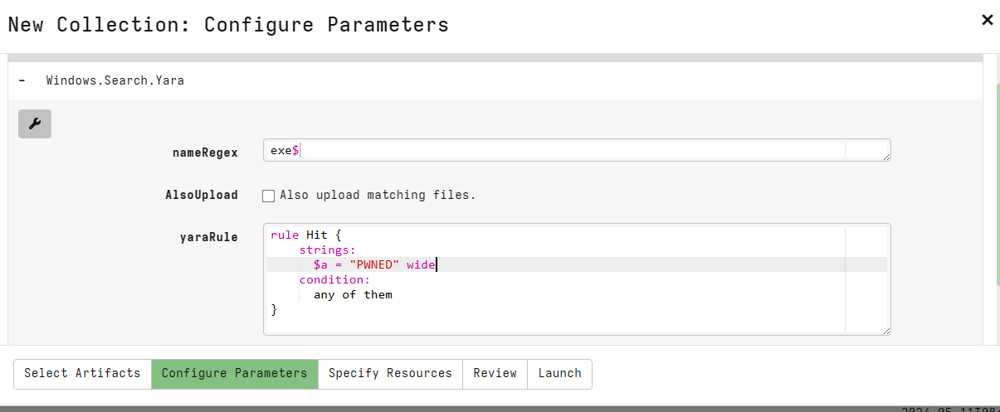 New Collection: Configure Parameters ×
- Windows.Search.Yara
nameRegex exe$
AlsoUpload Also upload matching files.
yaraRule
rule Hit {
strings:
$a = "PWNED" wide
condition:
any of them
}
Select Artifacts Configure Parameters Specify Resources Review Launch